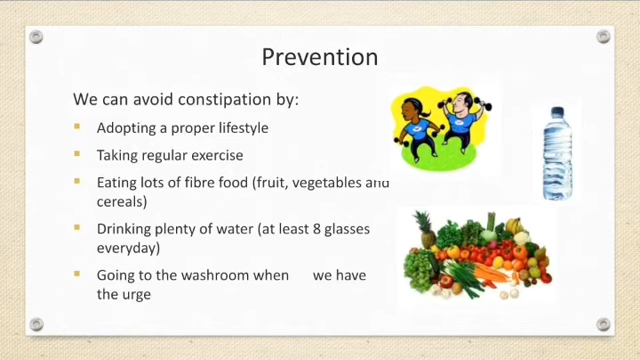 Prevention
We can avoid constipation by:
Adopting a proper lifestyle
Taking regular exercise
Eating lots of fibre food (fruit, vegetables and
cereals)
Drinking plenty of water (at least 8 glasses
everyday)
Going to the washroom when we have
the urge